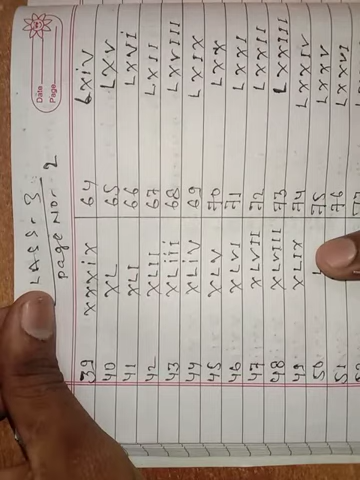 Date
Page
LASS-3
Page No: 2
39 xxxix 64 Lxiv
40 XL 65 LXV
41 XLI 66 LXVi
42 XLII 67 LXII
43 XLiii 68 LXVIII
44 XLiV 69 LXIX
45 XLV 70 LXX
46 XLVI 71 LXXI
47 XLVII 72 LXXII
48 XLVIII 73 LXXIII
49 XLIX 74 LXXIV
50 L 75 LXXV
51 76 LXXVI